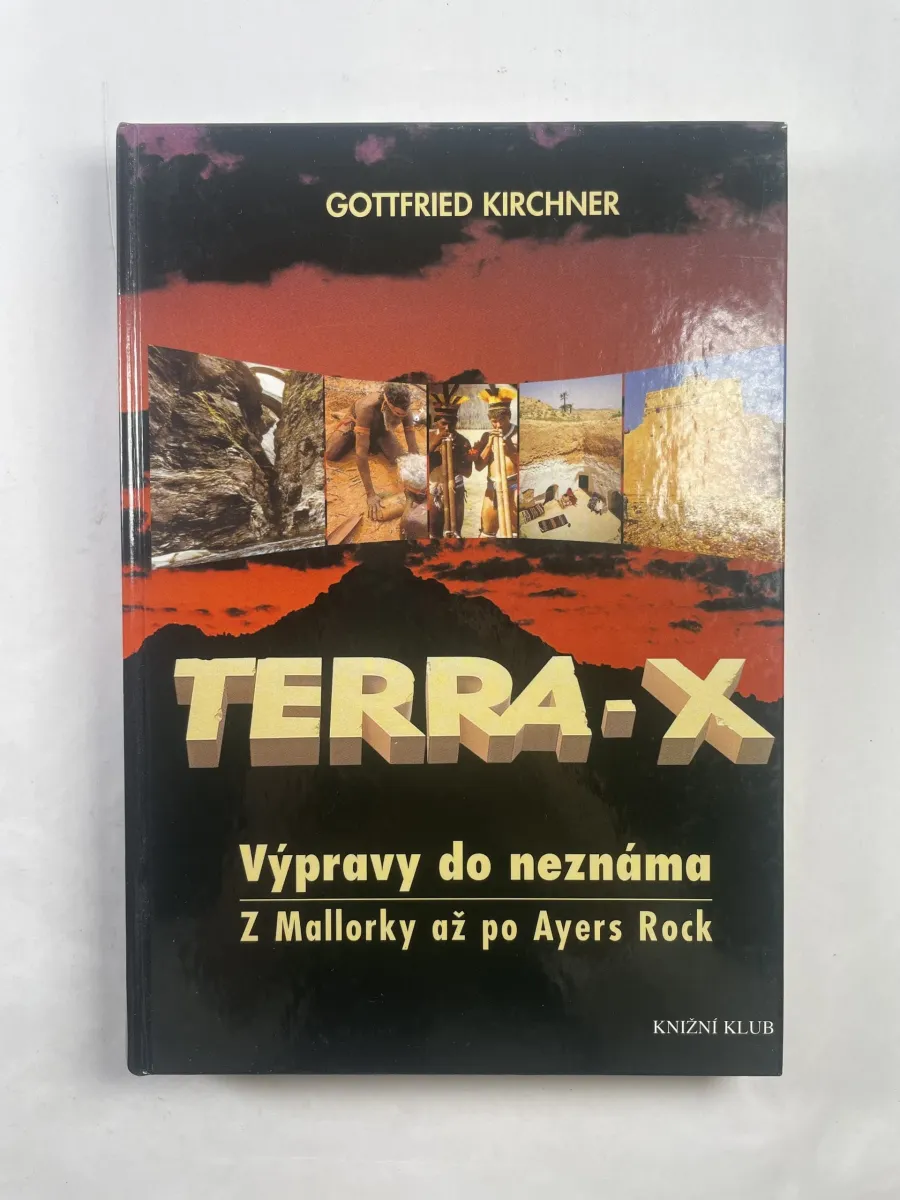 GOTTFRIED KIRCHNER
TERRA-X
Výpravy do neznáma
Z Mallorky až po Ayers Rock
KNIŽNÍ KLUB